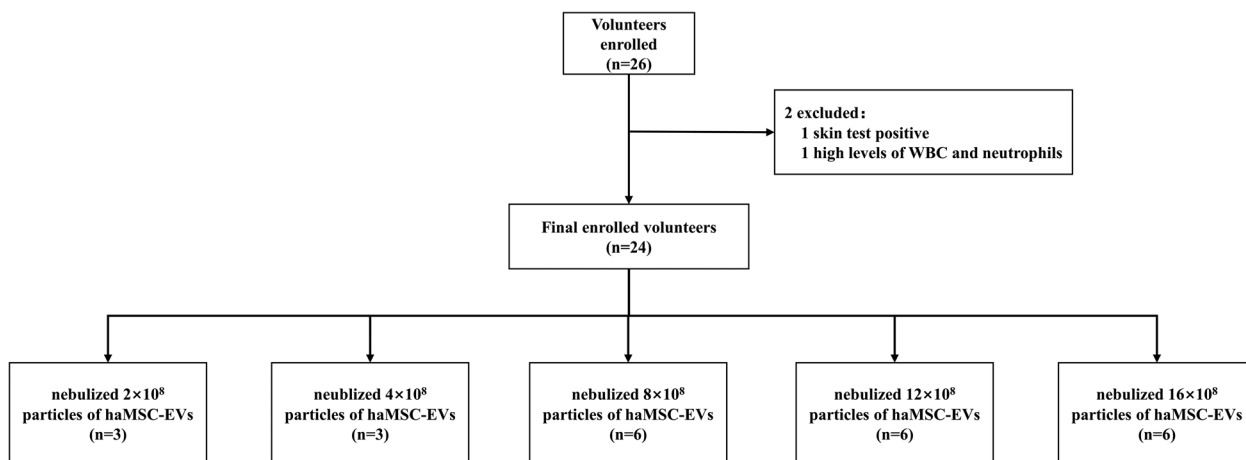 Volunteers
enrolled
(n=26)
2 excluded：
1 skin test positive
1 high levels of WBC and neutrophils
Final enrolled volunteers
(n=24)
nebulized 2×10⁸
particles of haMSC-EVs
(n=3)
neublized 4×10⁸
particles of haMSC-EVs
(n=3)
nebulized 8×10⁸
particles of haMSC-EVs
(n=6)
nebulized 12×10⁸
particles of haMSC-EVs
(n=6)
nebulized 16×10⁸
particles of haMSC-EVs
(n=6)